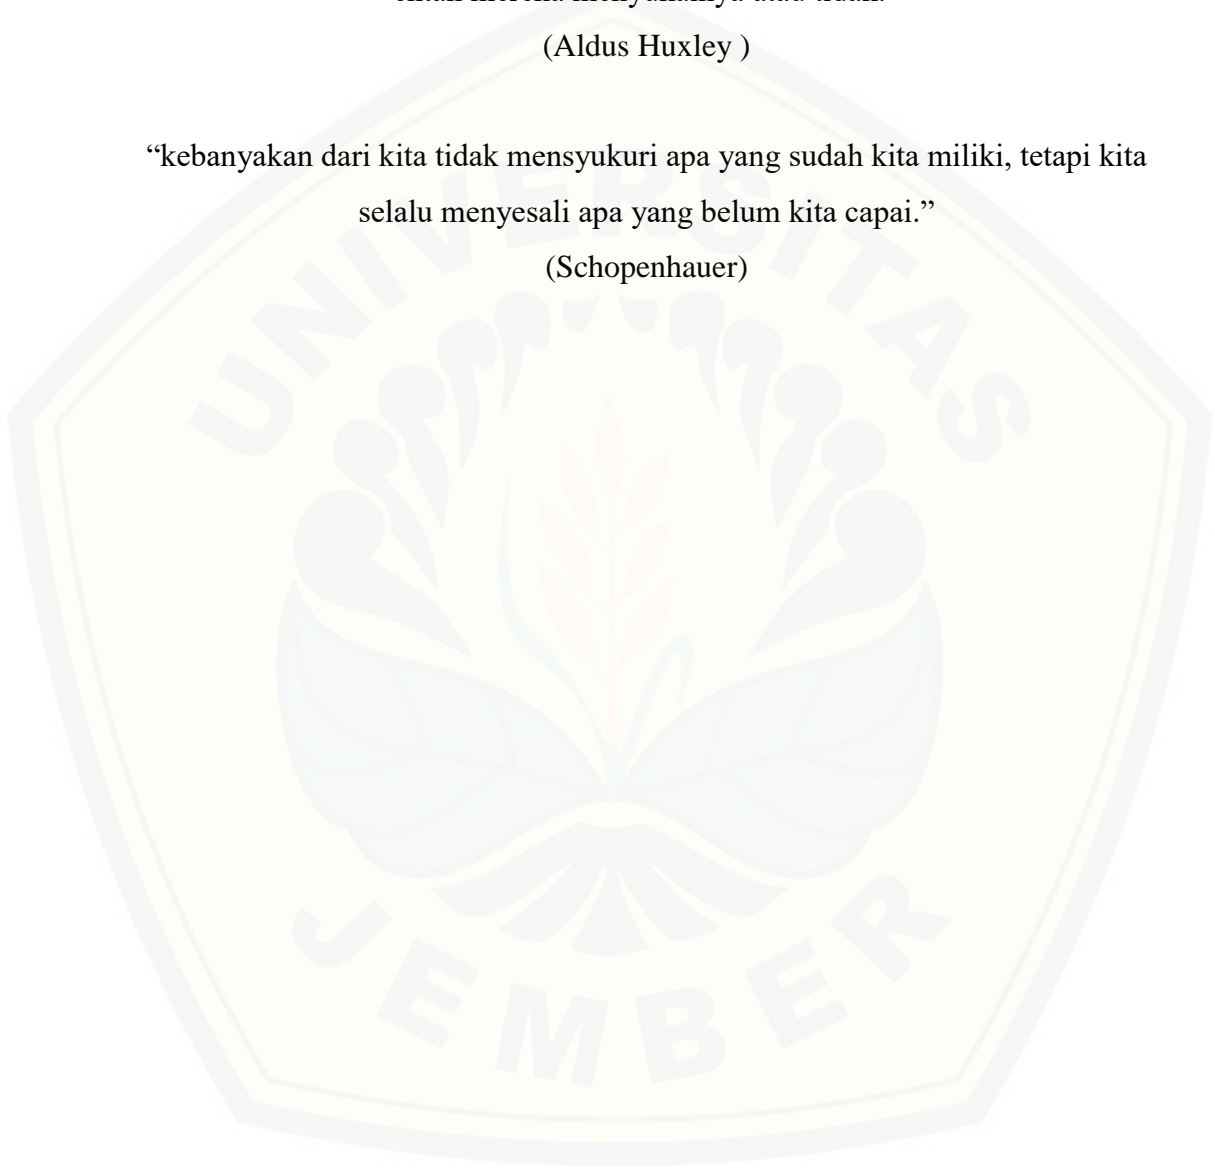 (Aldus Huxley )
“kebanyakan dari kita tidak mensyukuri apa yang sudah kita miliki, tetapi kita
selalu menyesali apa yang belum kita capai.”
(Schopenhauer)
UNIVERSITAS
JEMBER